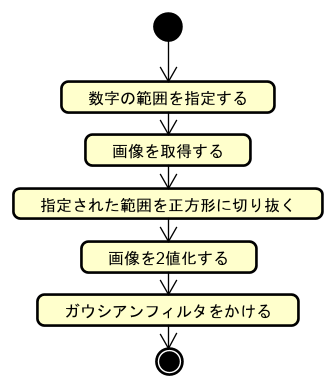 数字の範囲を指定する
画像を取得する
指定された範囲を正方形に切り抜く
画像を2値化する
ガウシアンフィルタをかける